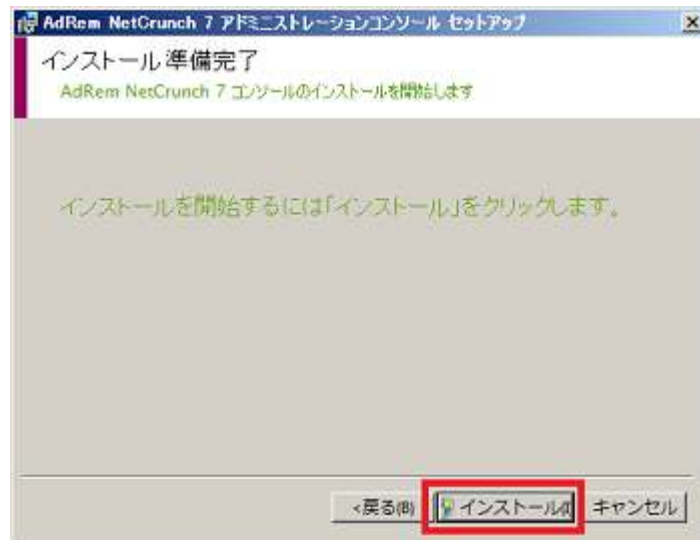 AdRem NetCrunch 7 アドミニストレーションコンソール セットアップ
インストール準備完了
AdRem NetCrunch 7 コンソールのインストールを開始します
インストールを開始するには「インストール」をクリックします。
<戻る(B) インストール(I) キャンセル